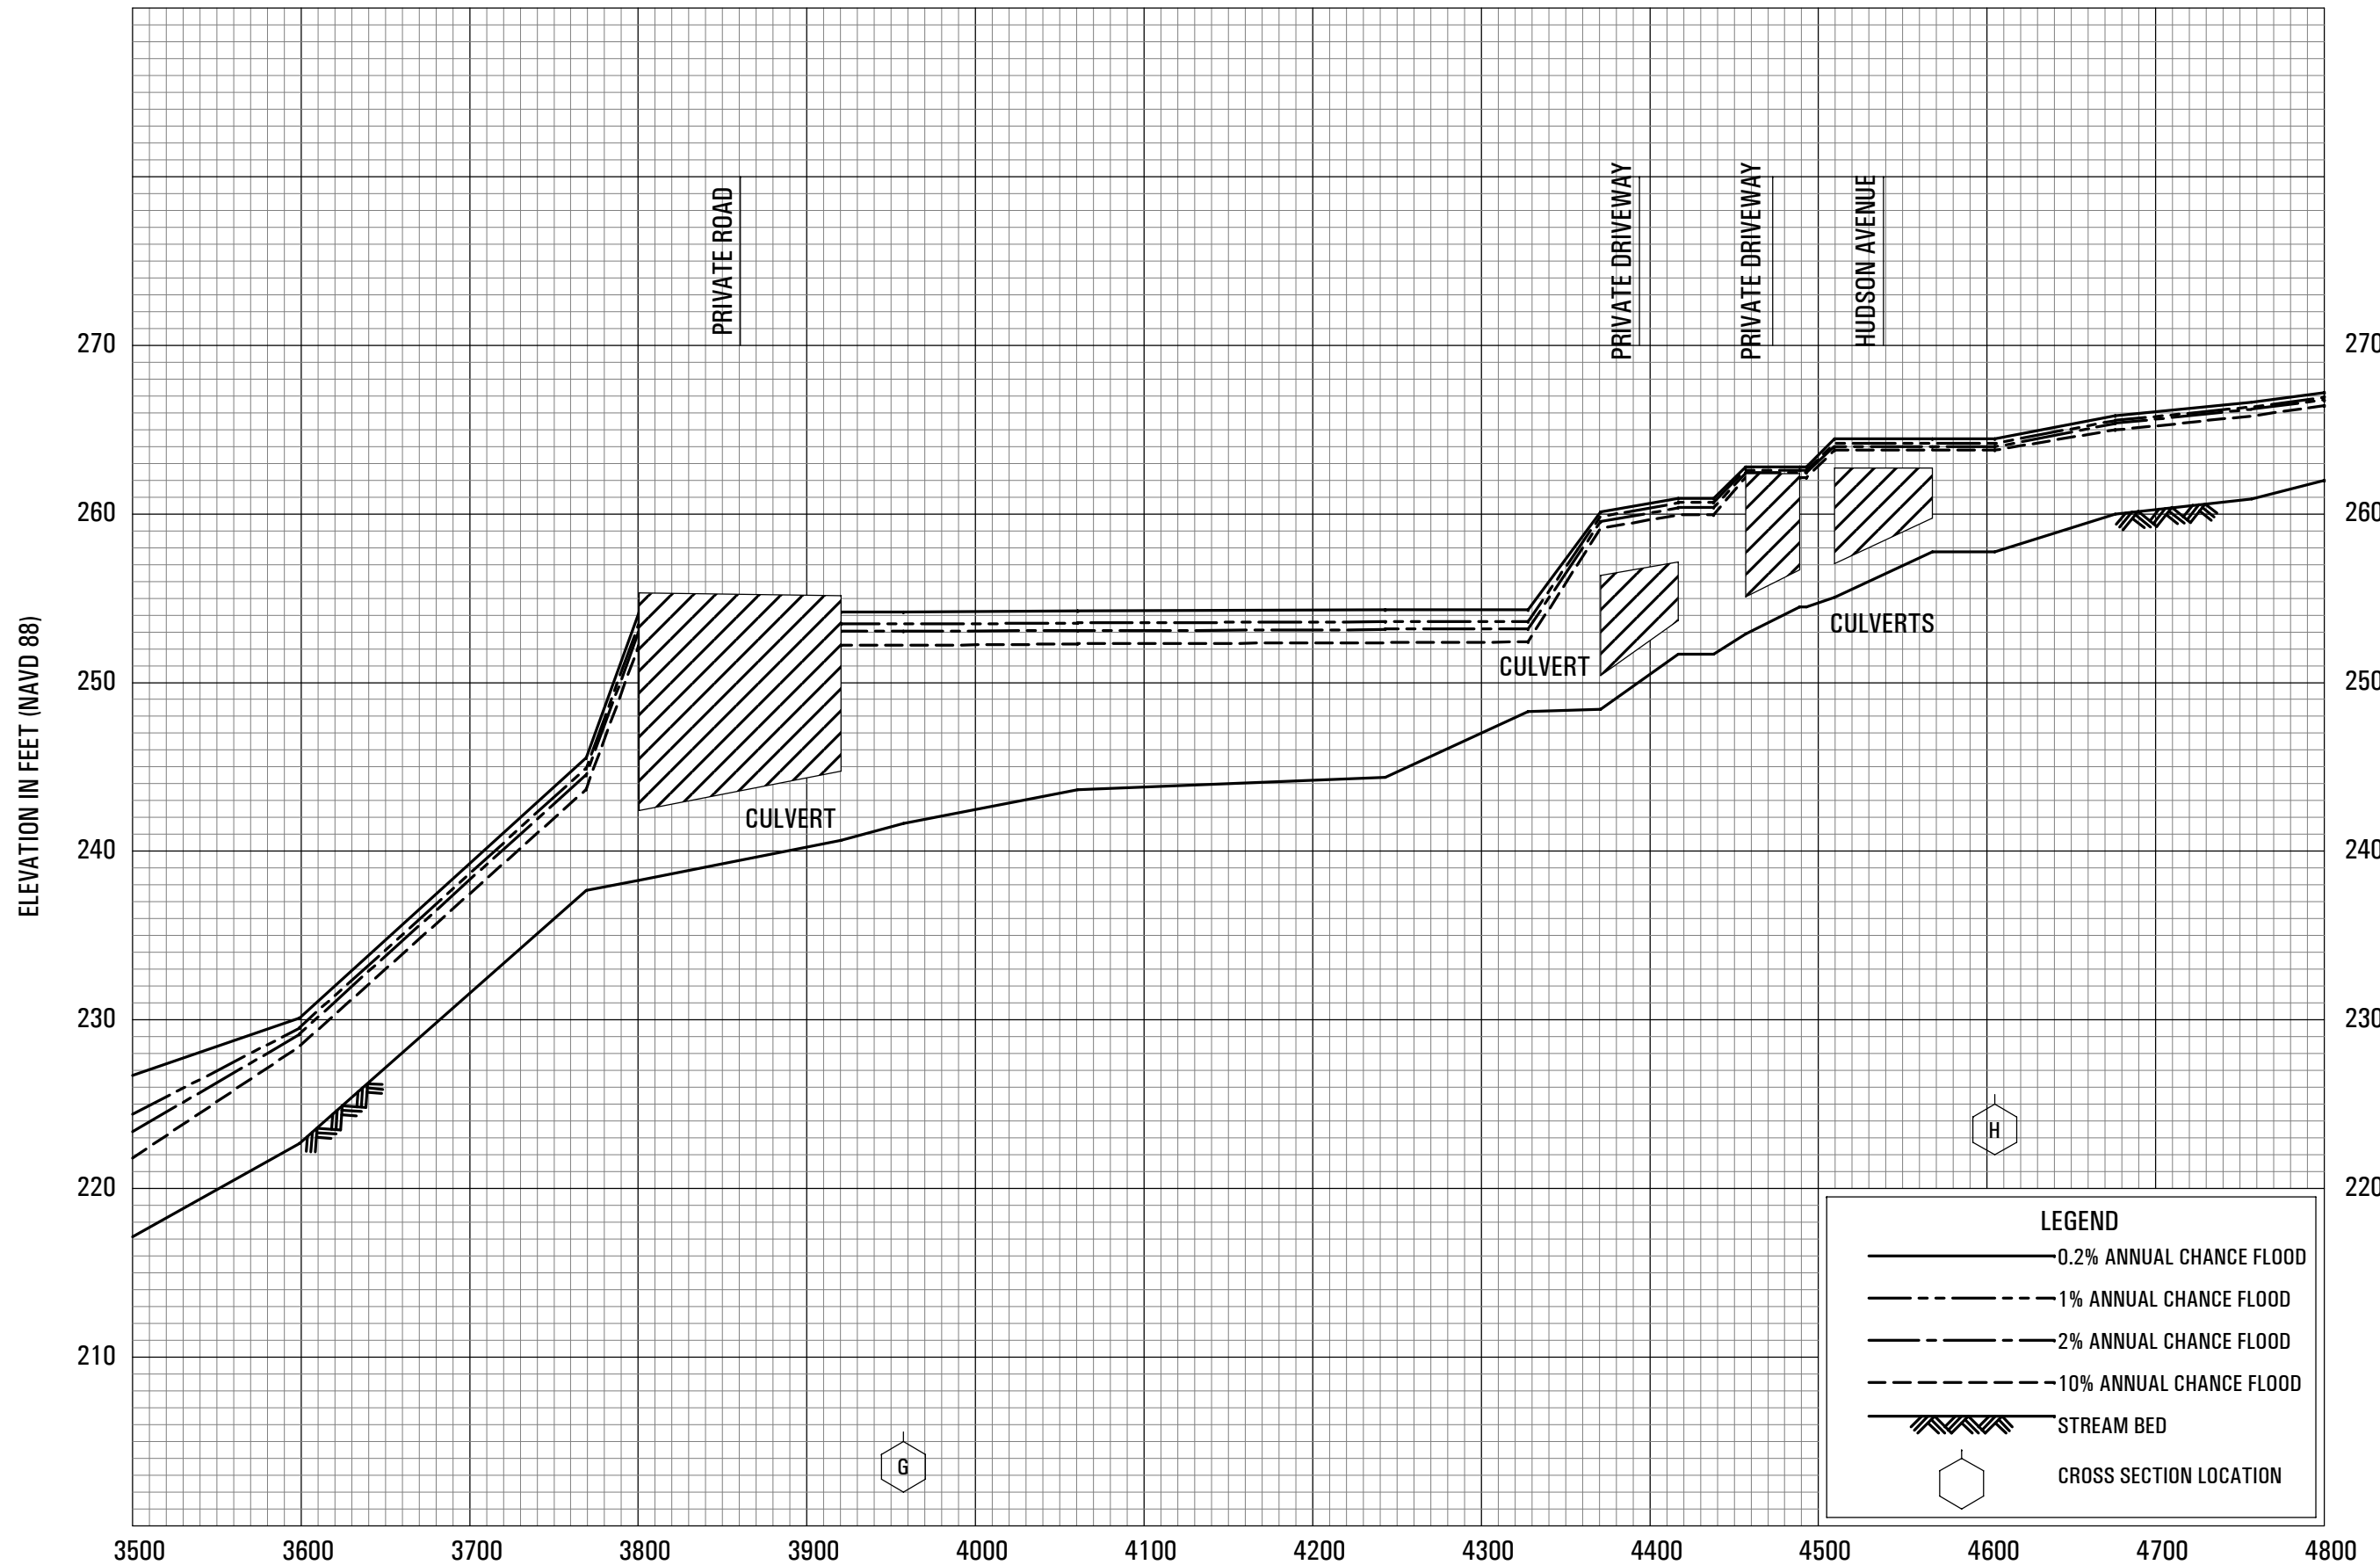 PRIVATE ROAD
PRIVATE DRIVEWAY
PRIVATE DRIVEWAY
HUDSON AVENUE
ELEVATION IN FEET (NAVD 88)
270
260
250
240
230
220
210
270
260
250
240
230
220
CULVERT
CULVERT
CULVERTS
G
H
LEGEND
0.2% ANNUAL CHANCE FLOOD
1% ANNUAL CHANCE FLOOD
2% ANNUAL CHANCE FLOOD
10% ANNUAL CHANCE FLOOD
STREAM BED
CROSS SECTION LOCATION
3500 3600 3700 3800 3900 4000 4100 4200 4300 4400 4500 4600 4700 4800